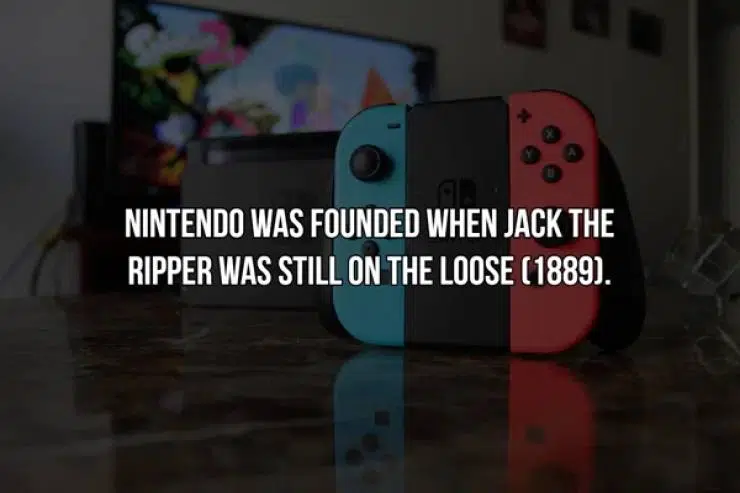 NINTENDO WAS FOUNDED WHEN JACK THE
RIPPER WAS STILL ON THE LOOSE (1889).
+
X
Y
A
B